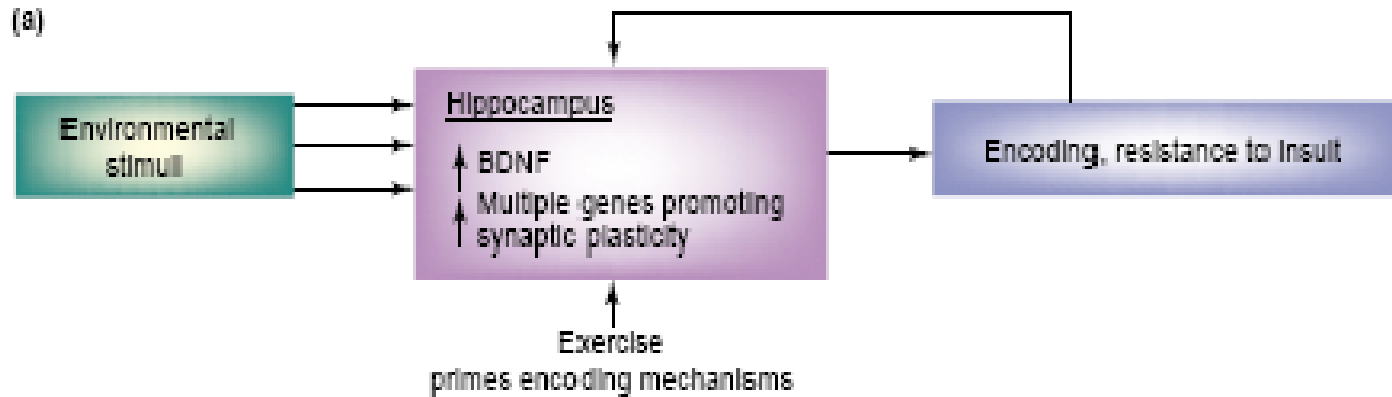 (a)
Environmental
stimuli
Hippocampus
BDNF
Multiple genes promoting
synaptic plasticity
Encoding, resistance to insult
Exercise
primes encoding mechanisms